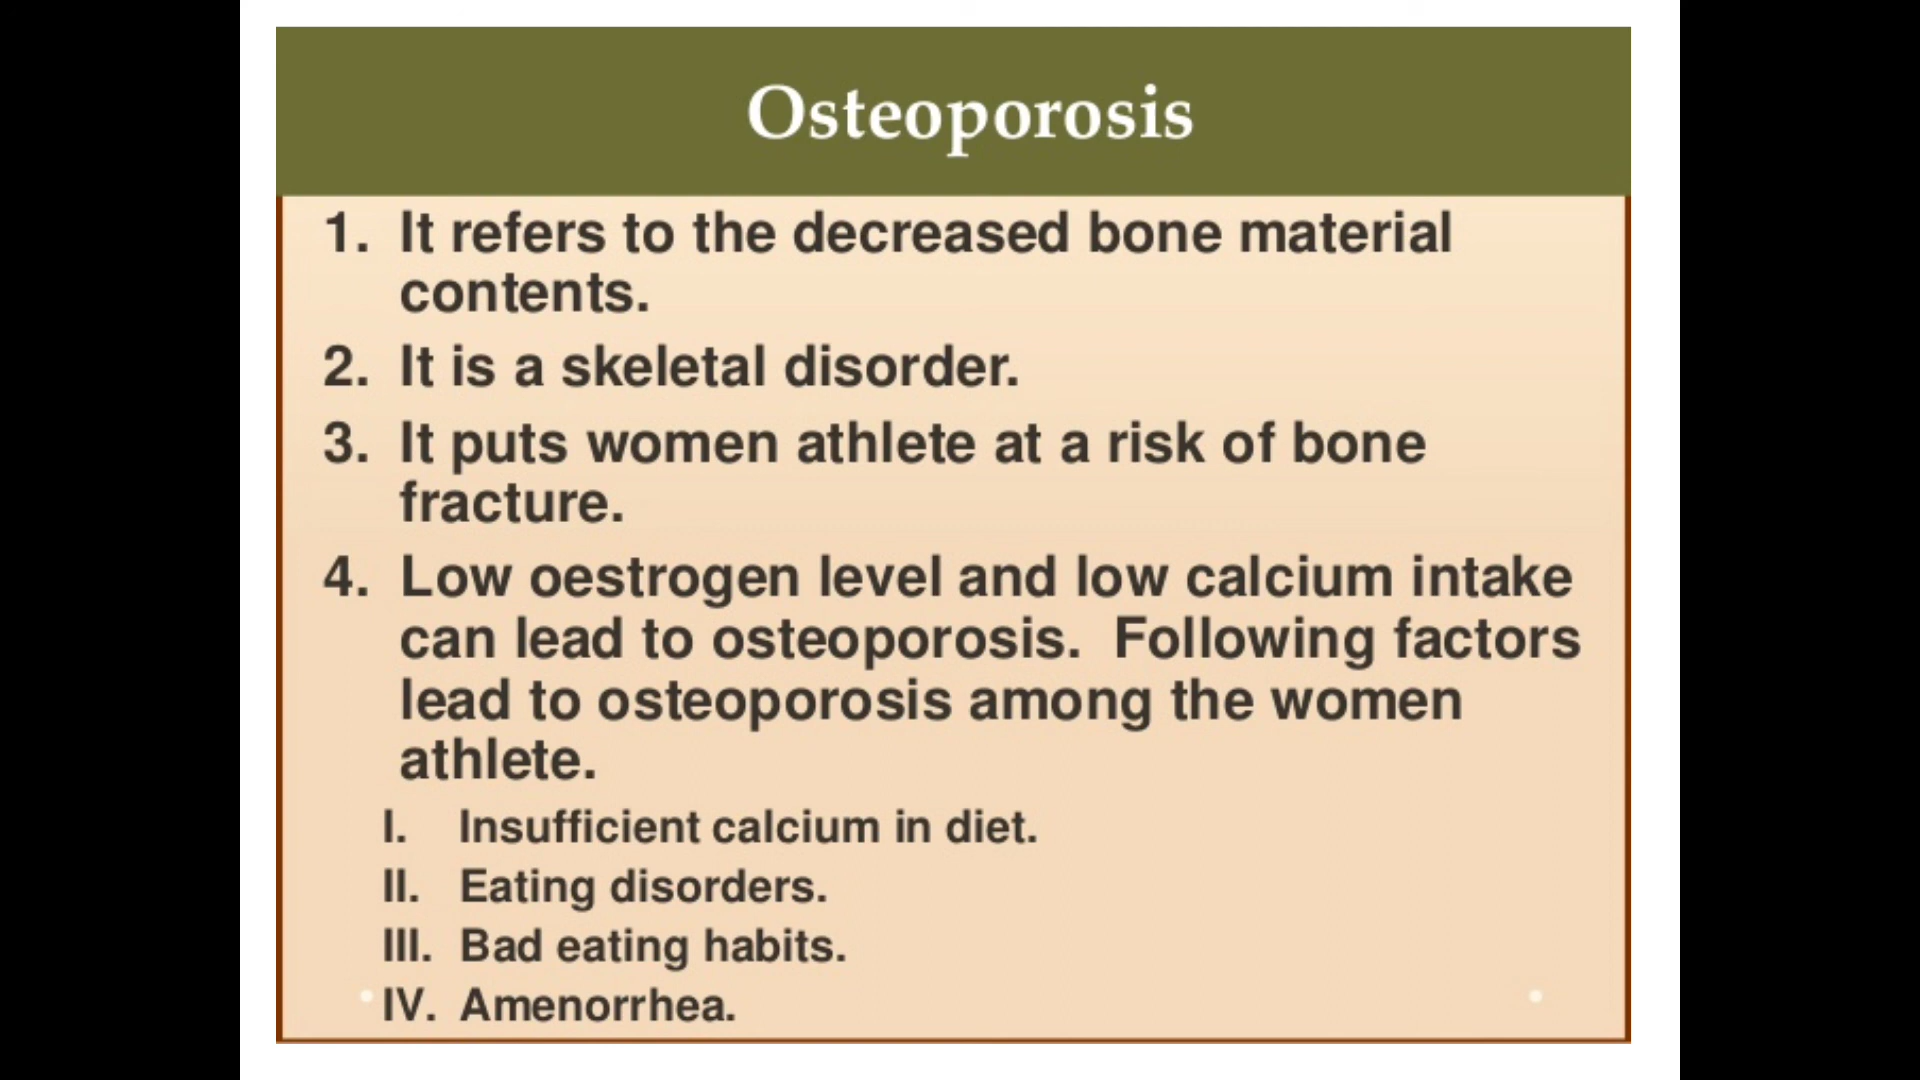 Osteoporosis
1. It refers to the decreased bone material
contents.
2. It is a skeletal disorder.
3. It puts women athlete at a risk of bone
fracture.
4. Low oestrogen level and low calcium intake
can lead to osteoporosis. Following factors
lead to osteoporosis among the women
athlete.
I. Insufficient calcium in diet.
II. Eating disorders.
III. Bad eating habits.
IV. Amenorrhea.